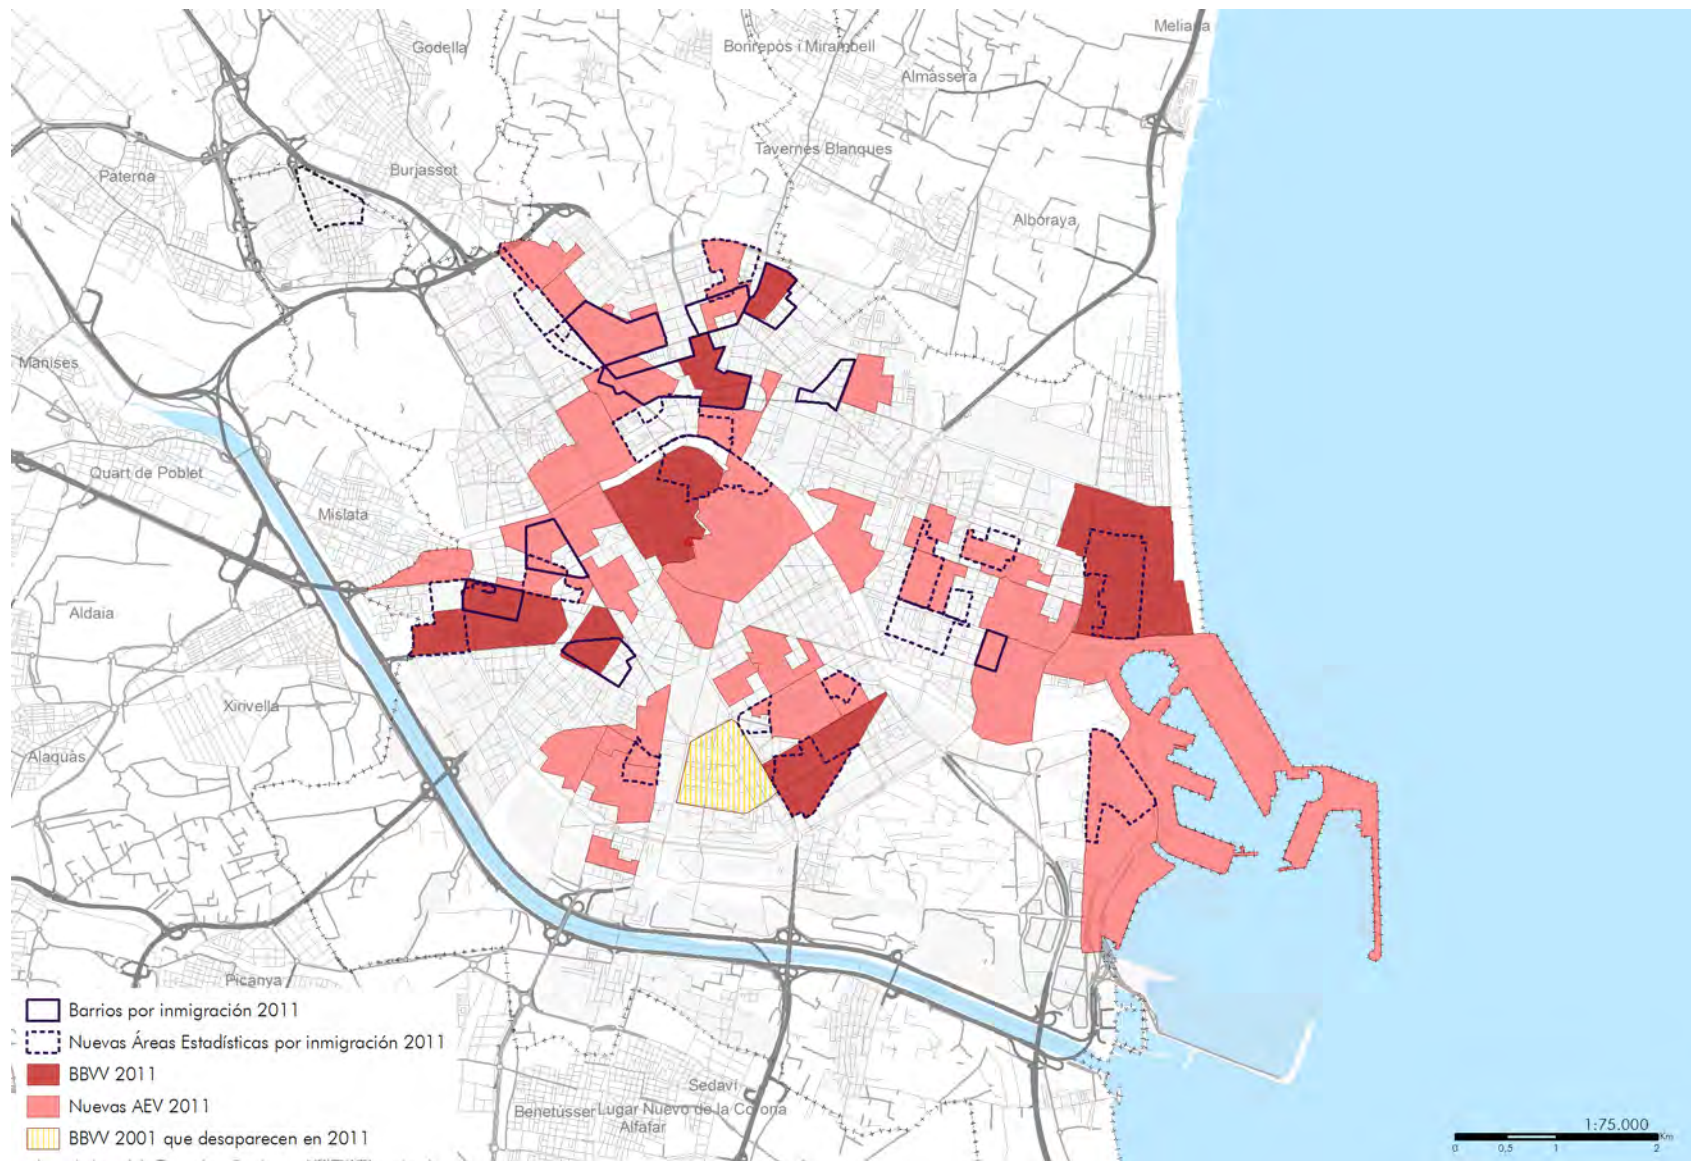 Meliana
Godella
Borirepòs i Mirambell
Almàssera
Tavernes Blanques
Paterna
Burjassot
Alboraya
Manises
Quart de Poblet
Mislata
Aldaia
Xirivella
Alaquàs
Picanya
Barrios por inmigración 2011
Nuevas Áreas Estadísticas por inmigración 2011
BBVV 2011
Nuevas AEV 2011
BBVV 2001 que desaparecen en 2011
Sedaví
Benetússer
Lugar Nuevo de la Corona
Alfafar
1:75.000
Km
0 0,5 1 2